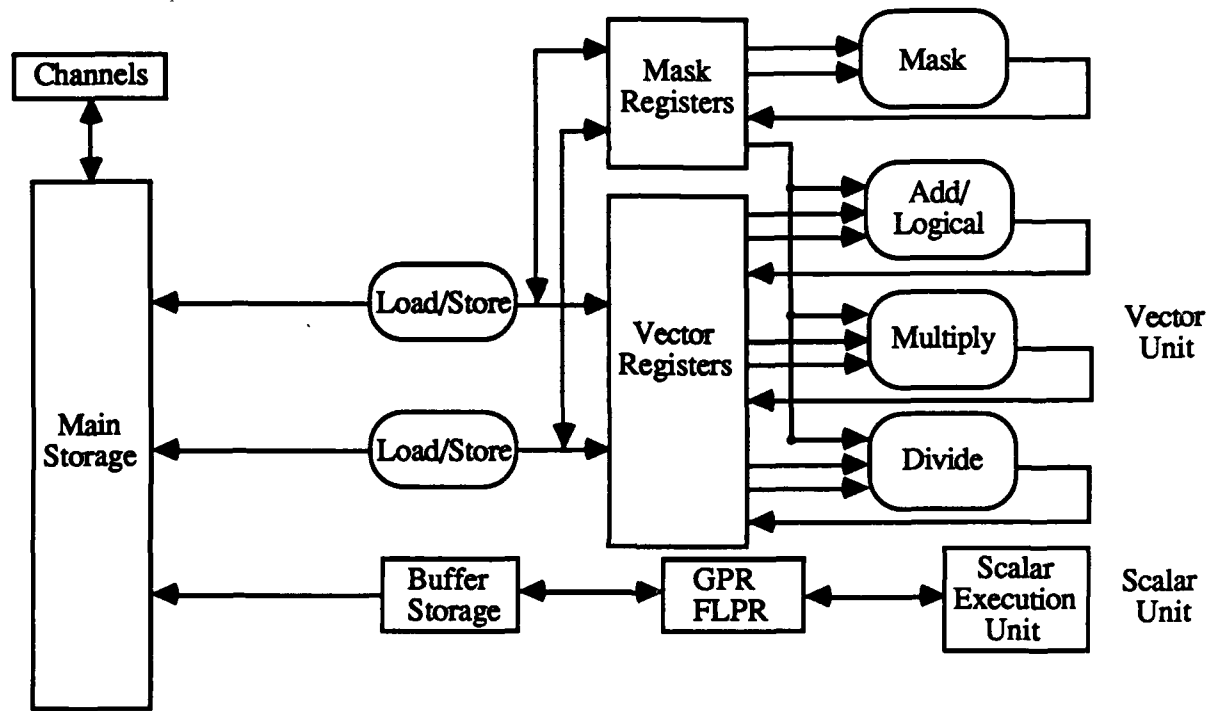 Channels
Main
Storage
Load/Store
Load/Store
Buffer
Storage
Mask
Registers
Vector
Registers
GPR
FLPR
Mask
Add/
Logical
Multiply
Divide
Scalar
Execution
Unit
Vector
Unit
Scalar
Unit